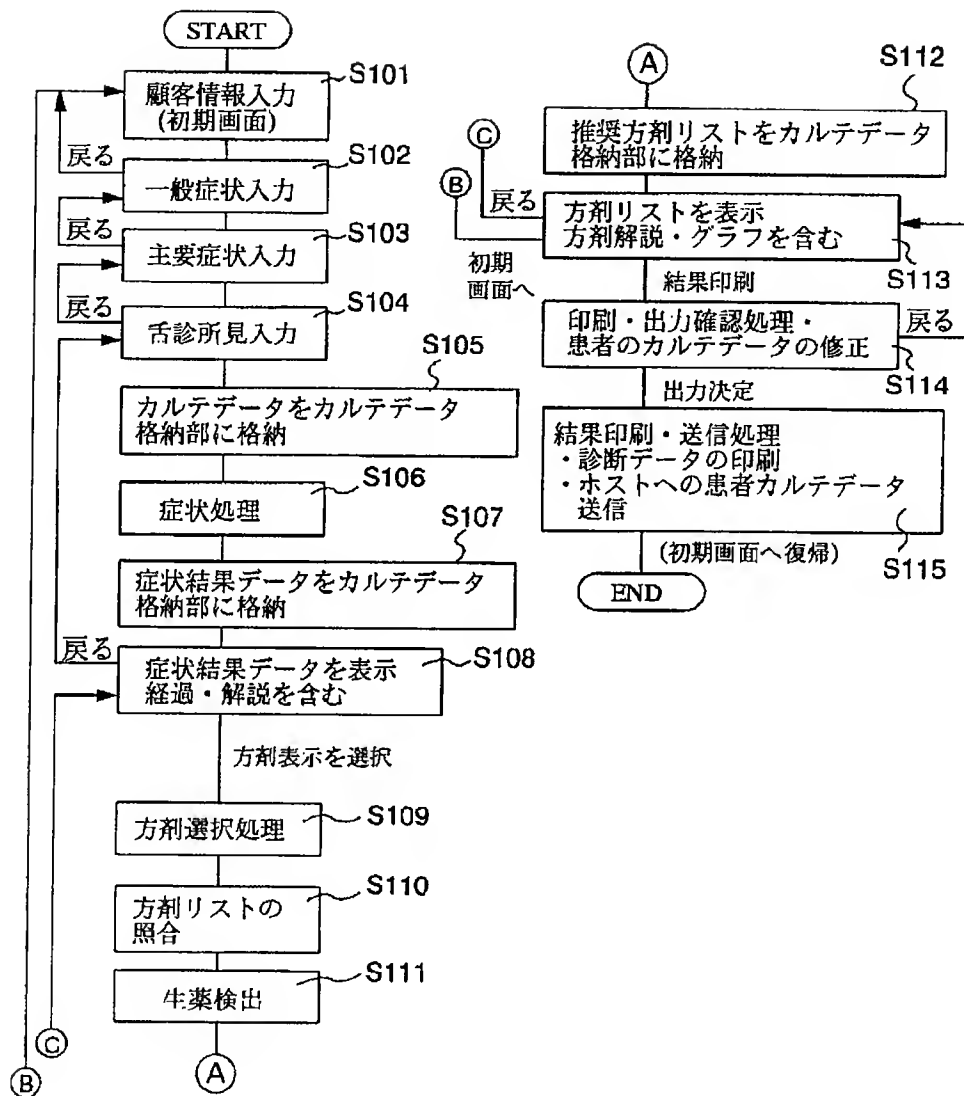 START
S101
顧客情報入力
(初期画面)
戻る
S102
一般症状入力
戻る
S103
主要症状入力
戻る
S104
舌診所見入力
S105
カルテデータをカルテデータ
格納部に格納
S106
症状処理
S107
症状結果データをカルテデータ
格納部に格納
戻る
S108
症状結果データを表示
経過・解説を含む
方剤表示を選択
S109
方剤選択処理
S110
方剤リストの
照合
S111
生薬検出
C
B
A
A
S112
推奨方剤リストをカルテデータ
格納部に格納
C
B
戻る
方剤リストを表示
方剤解説・グラフを含む
初期
画面へ
S113
結果印刷
印刷・出力確認処理・
患者のカルテデータの修正
戻る
S114
出力決定
結果印刷・送信処理
・診断データの印刷
・ホストへの患者カルテデータ
送信
S115
(初期画面へ復帰)
END